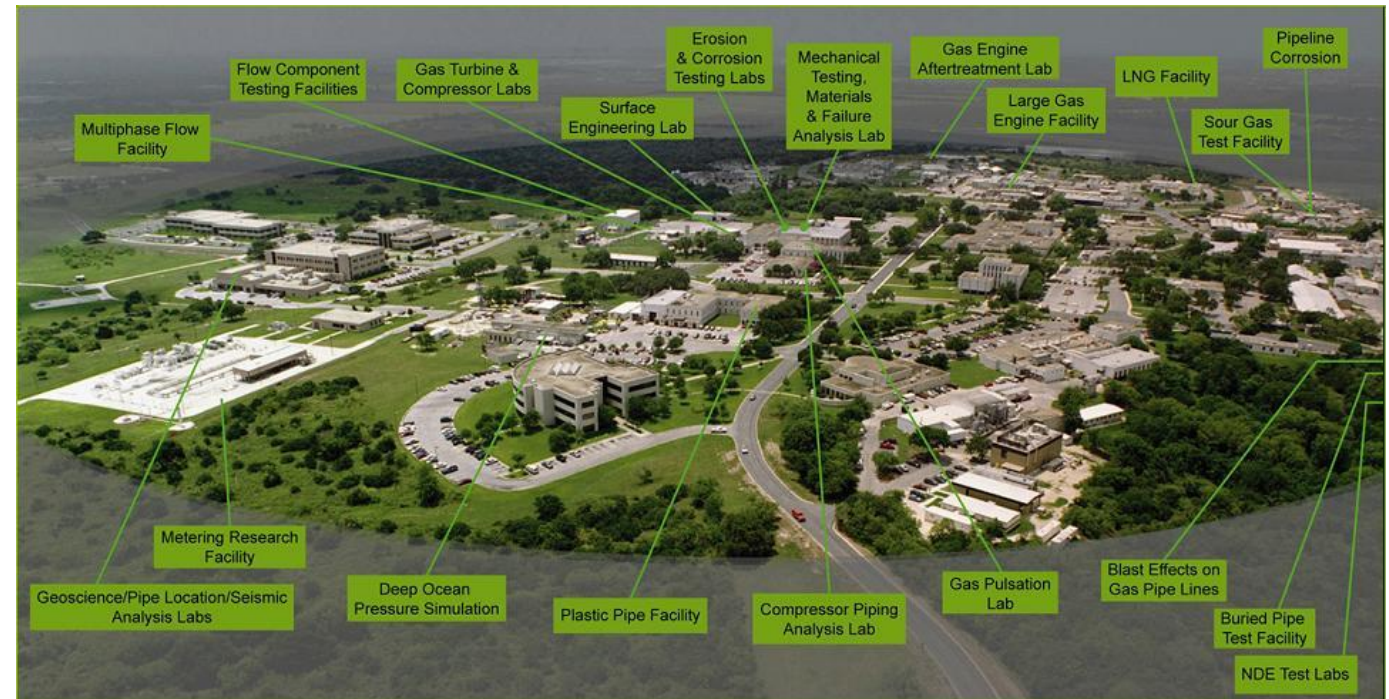 Multiphase Flow
Facility
Flow Component
Testing Facilities
Gas Turbine &
Compressor Labs
Surface
Engineering Lab
Erosion
& Corrosion
Testing Labs
Mechanical
Testing,
Materials
& Failure
Analysis Lab
Gas Engine
Aftertreatment Lab
Large Gas
Engine Facility
LNG Facility
Sour Gas
Test Facility
Pipeline
Corrosion
Metering Research
Facility
Geoscience/Pipe Location/Seismic
Analysis Labs
Deep Ocean
Pressure Simulation
Plastic Pipe Facility
Compressor Piping
Analysis Lab
Gas Pulsation
Lab
Blast Effects on
Gas Pipe Lines
Buried Pipe
Test Facility
NDE Test Labs